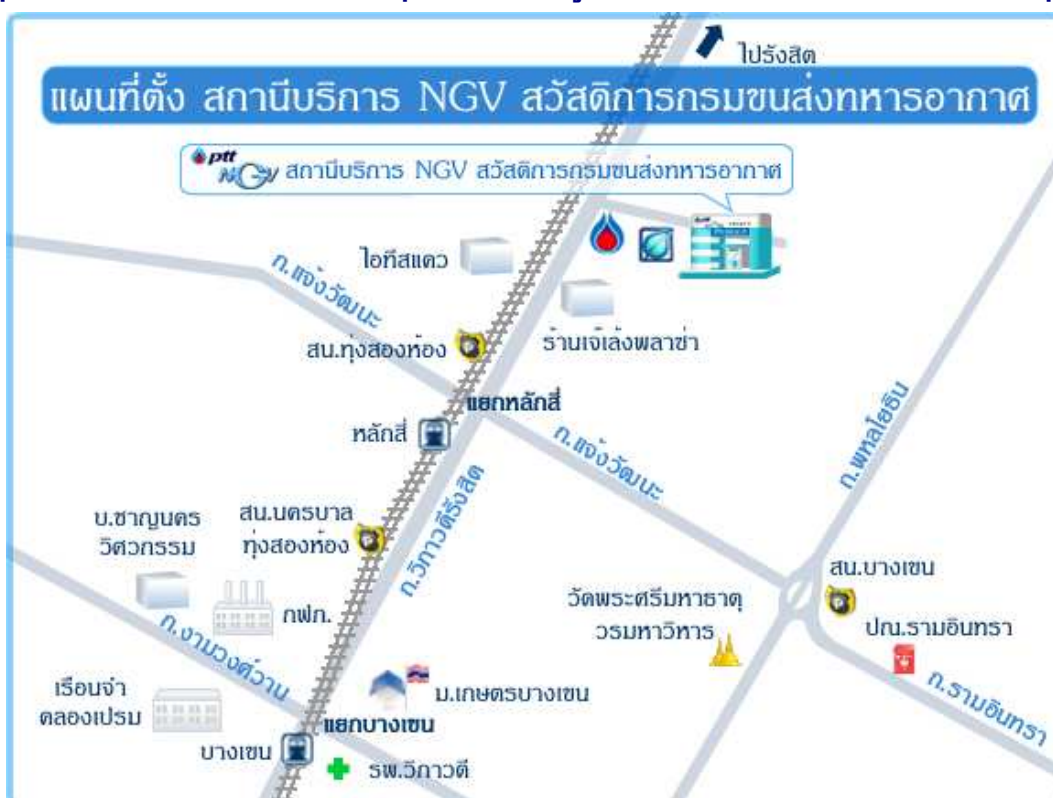 ไปรังสิต
แผนที่ตั้ง สถานีบริการ NGV สวัสดิการกรมขนส่งทหารอากาศ
ptt
NGV สถานีบริการ NGV สวัสดิการกรมขนส่งทหารอากาศ
ไอทีสแคว
ถ.แจ้งวัฒนะ
สน.ทุ่งสองห้อง
ร้านเจ้เล้งพลาซ่า
แยกหลักสี่
หลักสี่
ถ.แจ้งวัฒนะ
ถ.พหลโยธิน
ถ.วิภาวดีรังสิต
บ.ชาญนคร
วิศวกรรม
สน.นครบาล
ทุ่งสองห้อง
กฟภ.
ถ.งามวงศ์วาน
สน.บางเขน
วัดพระศรีมหาธาตุ
วรมหาวิหาร
ปณ.รามอินทรา
ถ.รามอินทรา
เรือนจำ
คลองเปรม
ม.เกษตรบางเขน
แยกบางเขน
บางเขน
รพ.วิภาวดี